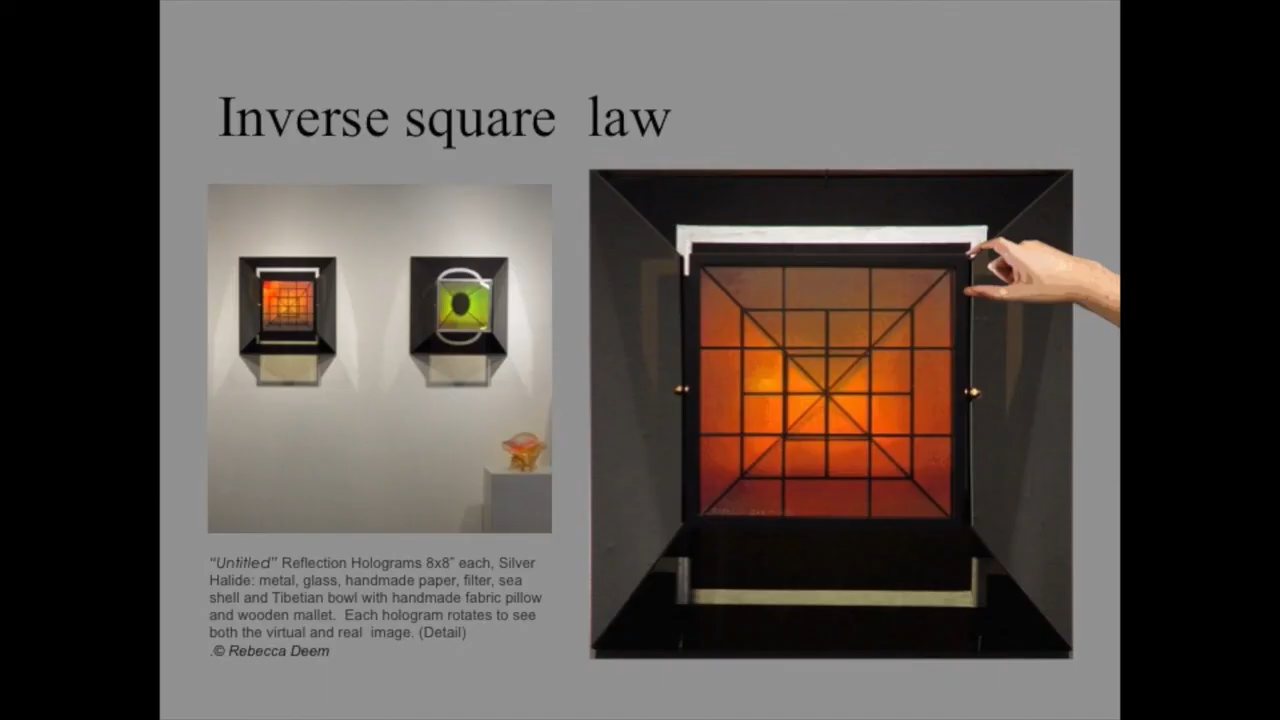 Inverse square law
“Untitled” Reflection Holograms 8x8” each, Silver
Halide: metal, glass, handmade paper, filter, sea
shell and Tibetian bowl with handmade fabric pillow
and wooden mallet. Each hologram rotates to see
both the virtual and real image. (Detail)
.© Rebecca Deem